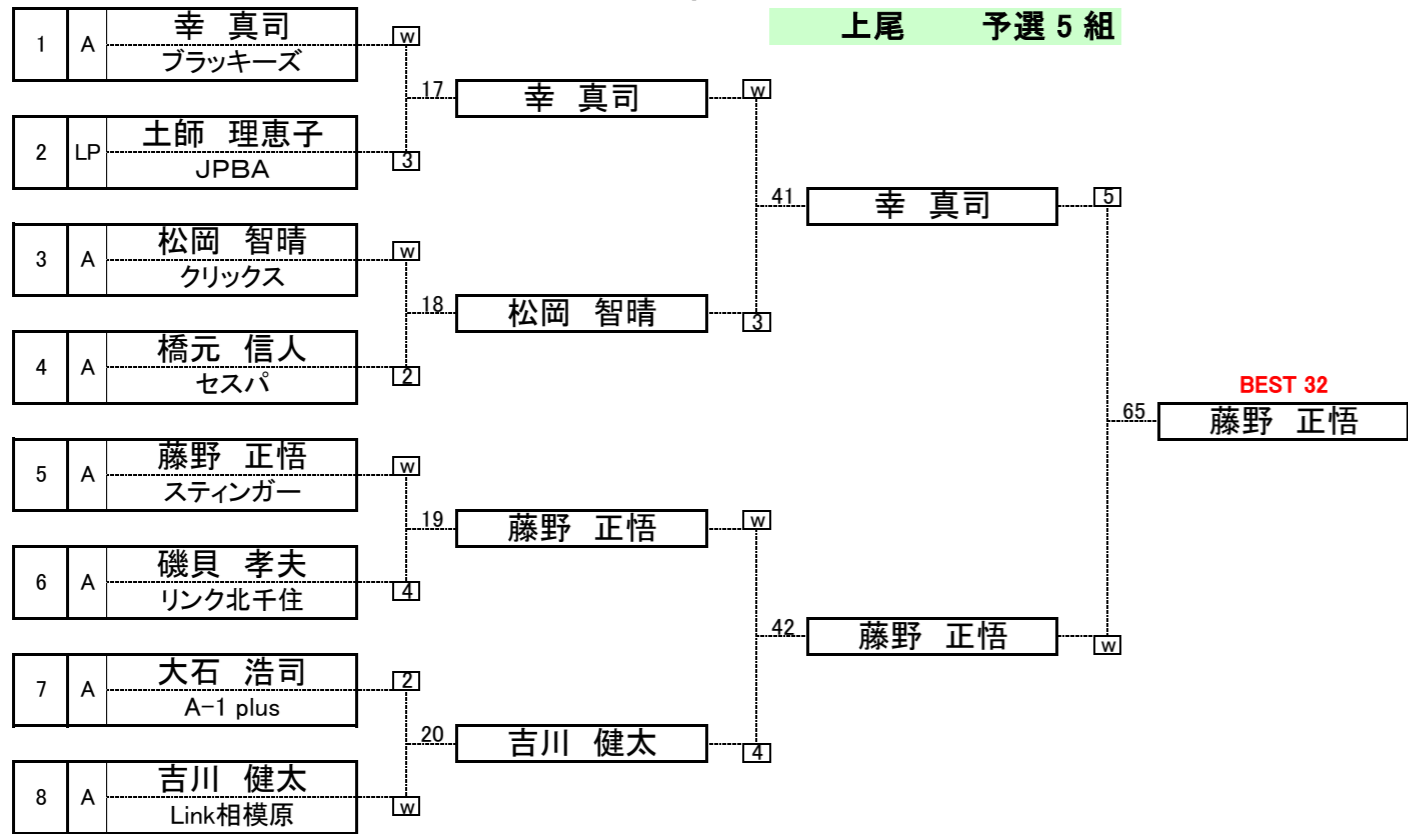 上尾 予選 5 組
1 A 幸 真司
ブラッキーズ
w
17 幸 真司 w
2 LP 土師 理恵子
JPBA
3
41 幸 真司 5
3 A 松岡 智晴
クリックス
w
18 松岡 智晴 3
4 A 橋元 信人
セスパ
2
BEST 32
65 藤野 正悟
5 A 藤野 正悟
スティンガー
w
19 藤野 正悟 w
6 A 磯貝 孝夫
リンク北千住
4
42 藤野 正悟 w
7 A 大石 浩司
A-1 plus
2
20 吉川 健太 4
8 A 吉川 健太
Link相模原
w